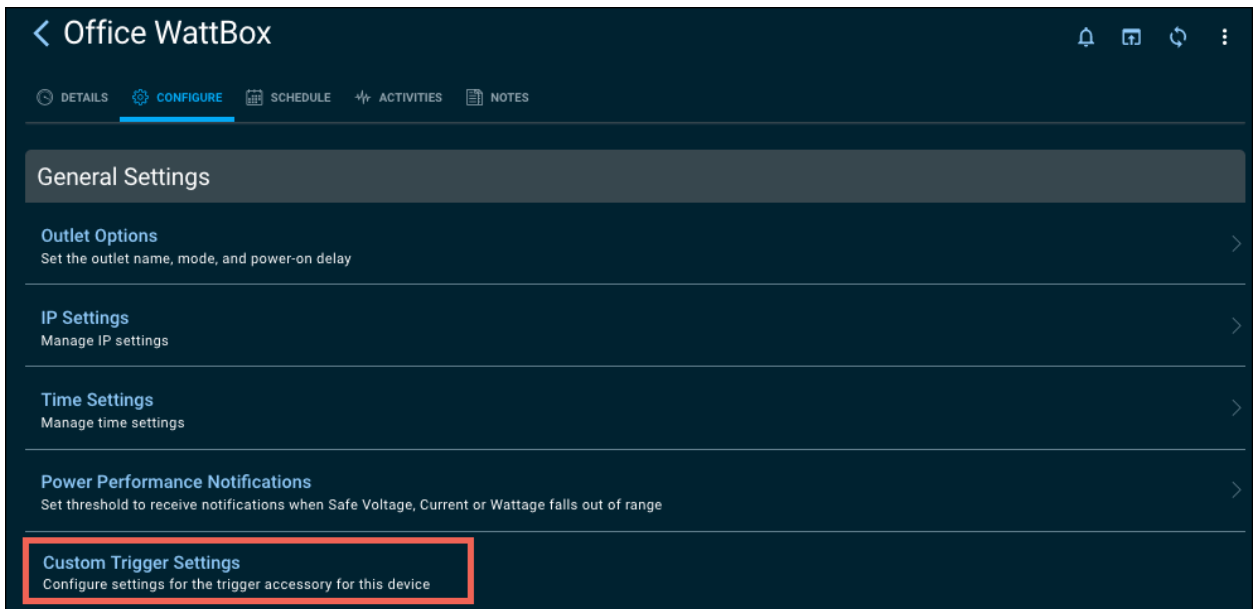 Office WattBox
DETAILS CONFIGURE SCHEDULE ACTIVITIES NOTES
General Settings
Outlet Options
Set the outlet name, mode, and power-on delay
IP Settings
Manage IP settings
Time Settings
Manage time settings
Power Performance Notifications
Set threshold to receive notifications when Safe Voltage, Current or Wattage falls out of range
Custom Trigger Settings
Configure settings for the trigger accessory for this device